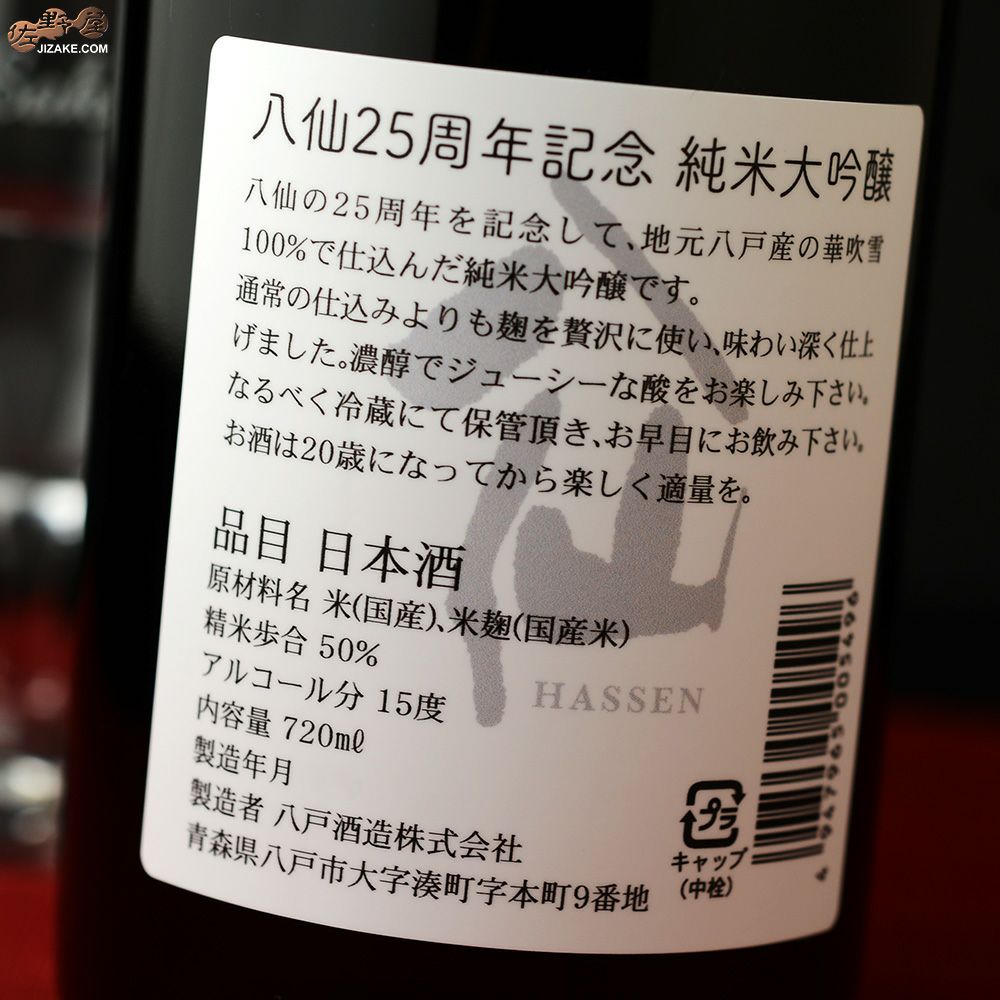 佐野屋
JIZAKE.COM
八仙25周年記念 純米大吟醸
八仙の25周年を記念して、地元八戸産の華吹雪
100%で仕込んだ純米大吟醸です。
通常の仕込みよりも麹を贅沢に使い、味わい深く仕上
げました。濃醇でジューシーな酸をお楽しみ下さい。
なるべく冷蔵にて保管頂き、お早目にお飲み下さい。
お酒は20歳になってから楽しく適量を。
品目 日本酒
原材料名 米(国産)、米麹(国産米)
精米歩合 50%
アルコール分 15度
内容量 720mℓ
製造年月
製造者 八戸酒造株式会社
青森県八戸市大字湊町字本町9番地
八仙
HASSEN
プラ
キャップ
(中栓)